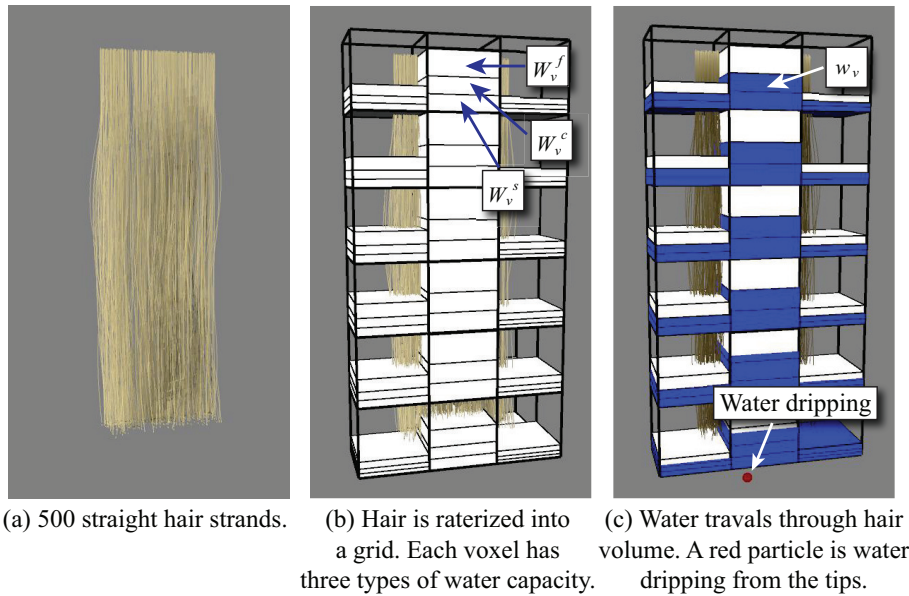 W_v^f
W_v^c
W_v^s
w_v
Water dripping
(a) 500 straight hair strands.
(b) Hair is raterized into
a grid. Each voxel has
three types of water capacity.
(c) Water travals through hair
volume. A red particle is water
dripping from the tips.